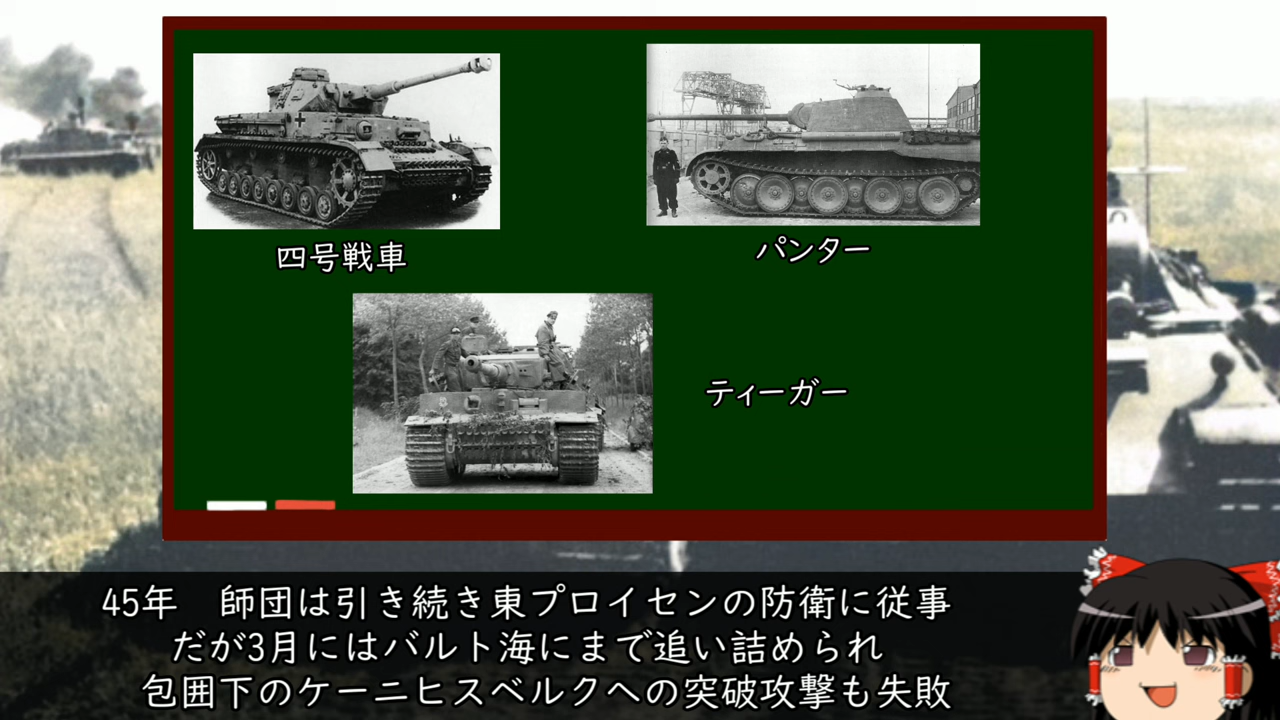 四号戦車
パンター
ティーガー
45年　師団は引き続き東プロイセンの防衛に従事
だが3月にはバルト海にまで追い詰められ
包囲下のケーニヒスベルクへの突破攻撃も失敗